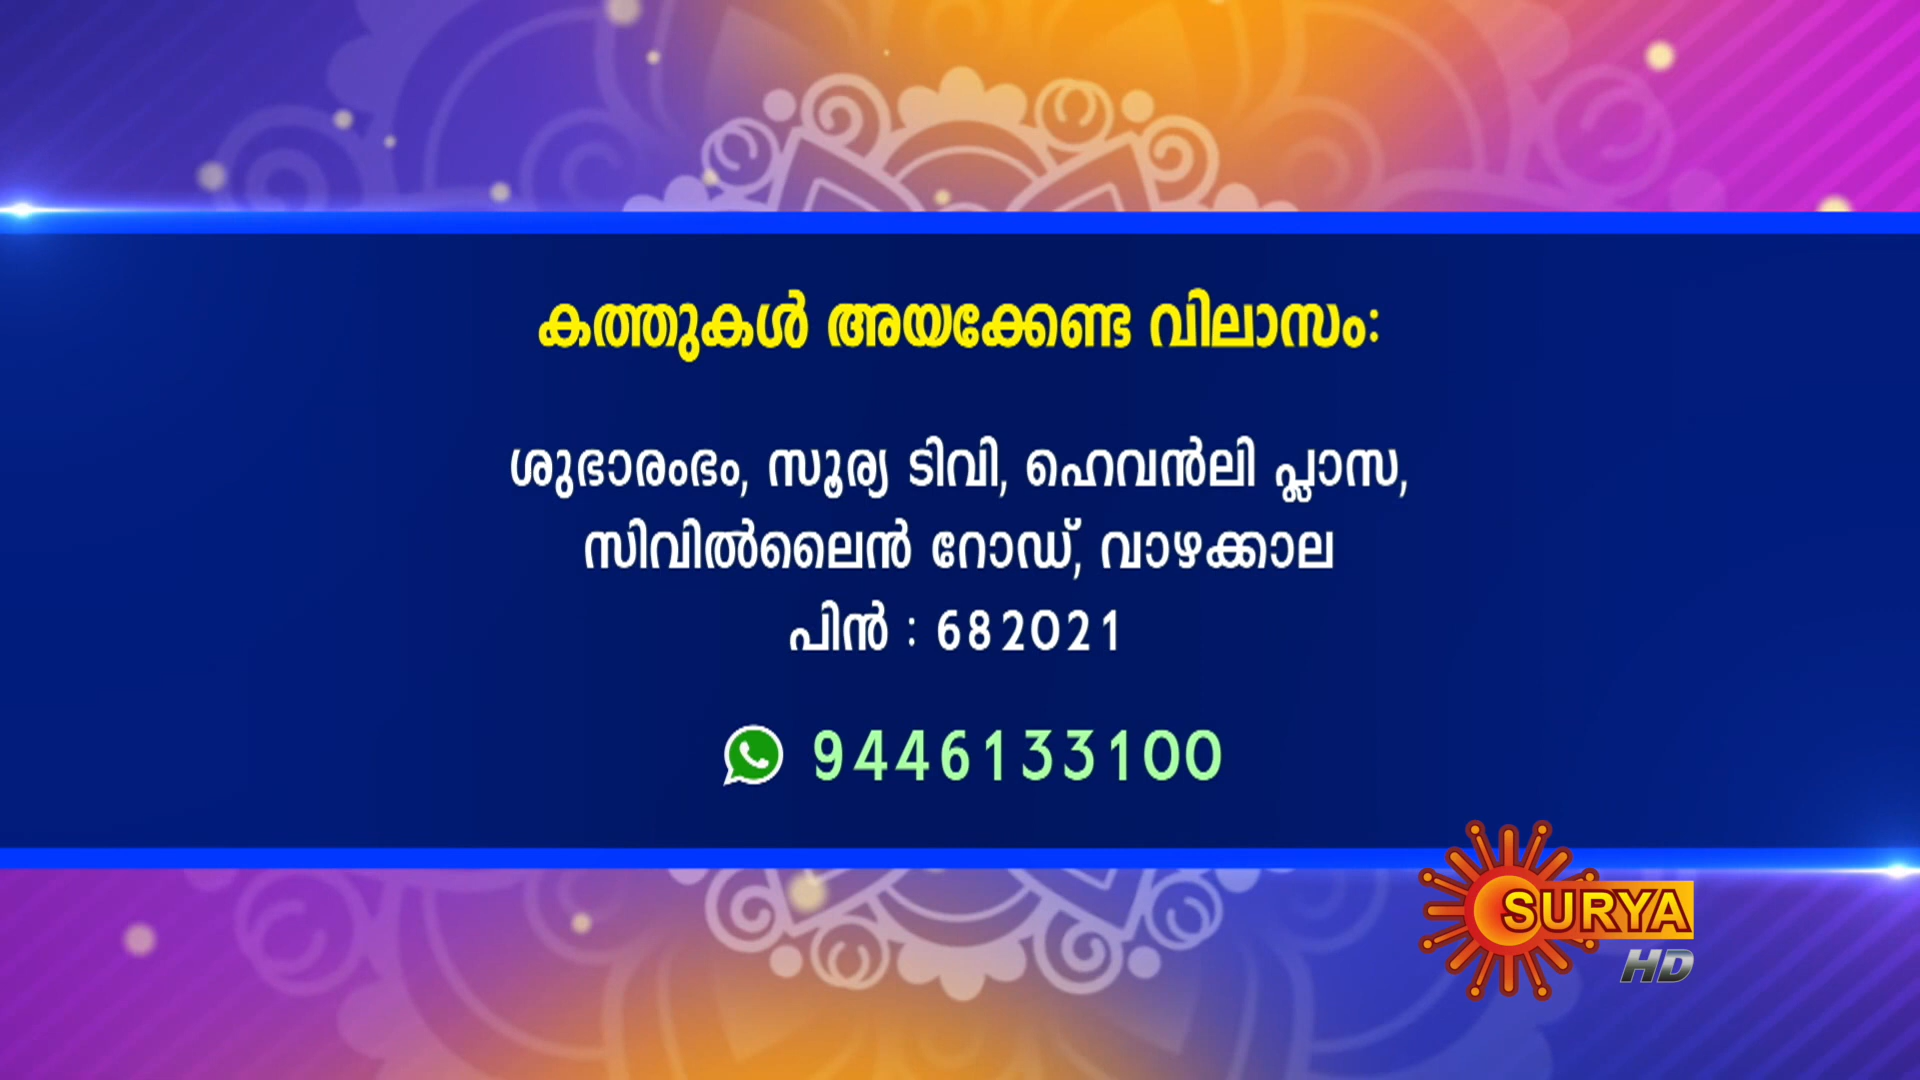 കത്തുകൾ അയക്കേണ്ട വിലാസം:
ശുഭാരംഭം, സൂര്യ ടിവി, ഹെവൻലി പ്ലാസ,
സിവിൽലൈൻ റോഡ്, വാഴക്കാല
പിൻ : 682021
9446133100
SURYA
HD